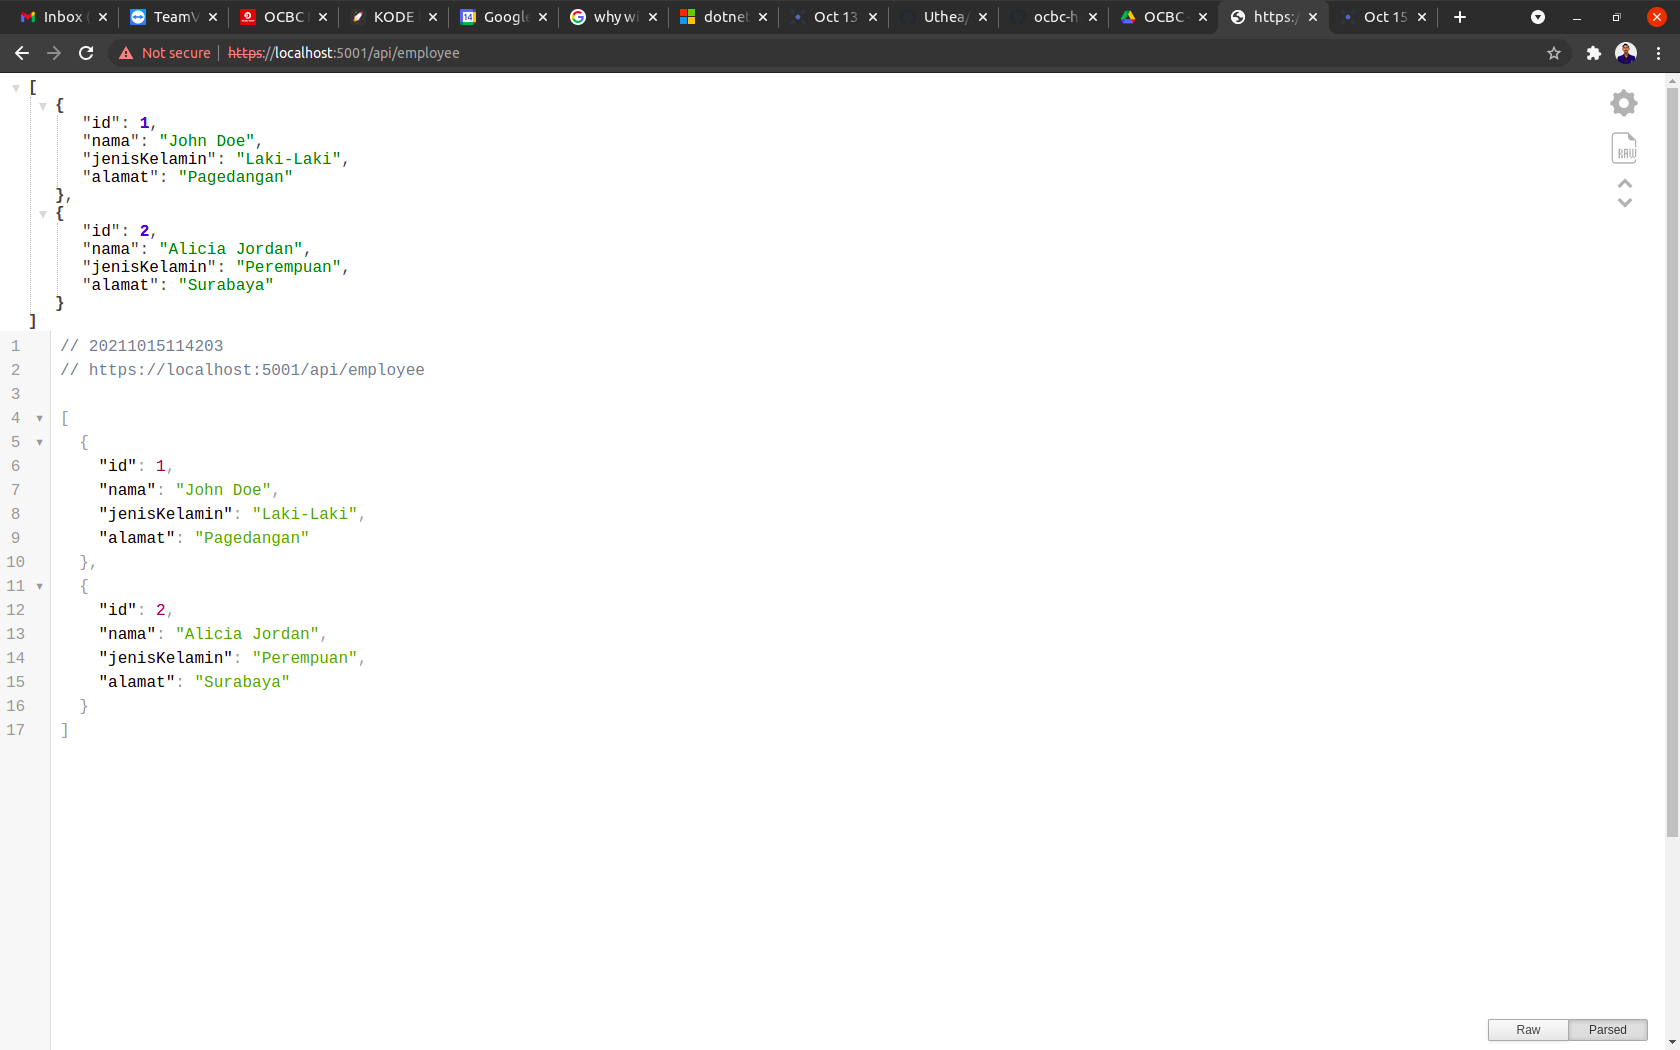 Inbox (
TeamV
OCBC
KODE
Google
why wi
dotnet
Oct 13
Uthea/
ocbc-h
OCBC
https:/
Oct 15
Not secure https://localhost:5001/api/employee
[
{
"id": 1,
"nama": "John Doe",
"jenisKelamin": "Laki-Laki",
"alamat": "Pagedangan"
},
{
"id": 2,
"nama": "Alicia Jordan",
"jenisKelamin": "Perempuan",
"alamat": "Surabaya"
}
]
RAW
1 // 20211015114203
2 // https://localhost:5001/api/employee
3
4 [
5 {
6 "id": 1,
7 "nama": "John Doe",
8 "jenisKelamin": "Laki-Laki",
9 "alamat": "Pagedangan"
10 },
11 {
12 "id": 2,
13 "nama": "Alicia Jordan",
14 "jenisKelamin": "Perempuan",
15 "alamat": "Surabaya"
16 }
17 ]
Raw Parsed